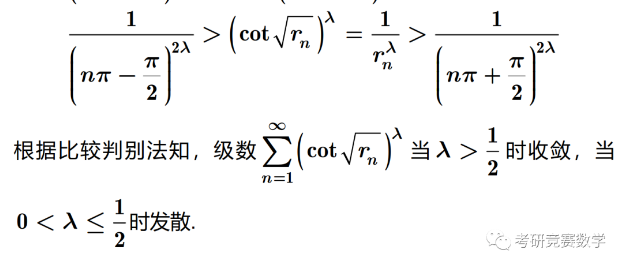 $\frac{1}{\left(n\pi-\frac{\pi}{2}\right)^{2\lambda}} > \left(\cot\sqrt{r_n}\right)^{\lambda} = \frac{1}{r_n^{\lambda}} > \frac{1}{\left(n\pi+\frac{\pi}{2}\right)^{2\lambda}}$
根据比较判别法知，级数 $\sum_{n=1}^{\infty}\left(\cot\sqrt{r_n}\right)^{\lambda}$ 当 $\lambda > \frac{1}{2}$ 时收敛，当
$0 < \lambda \leq \frac{1}{2}$ 时发散.
考研竞赛数学